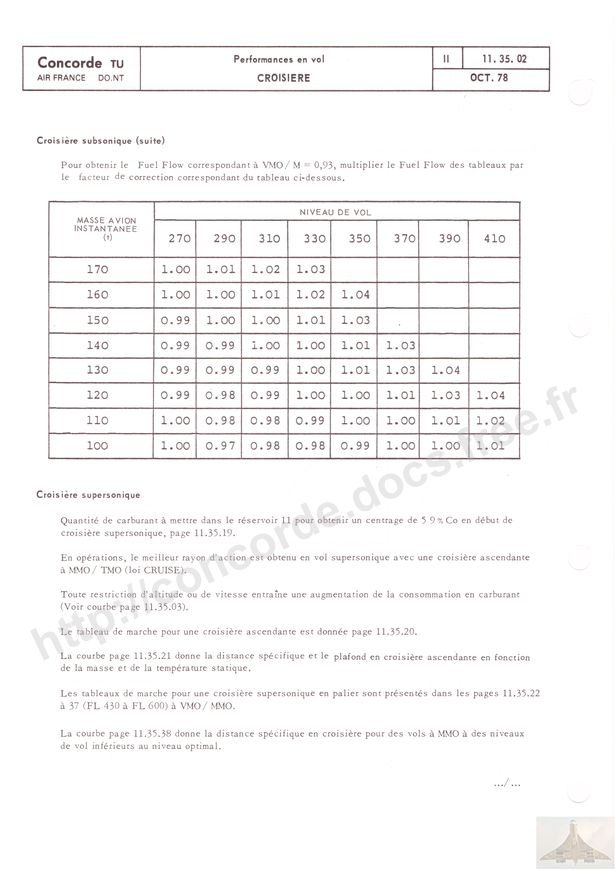 Concorde TU
AIR FRANCE DO.NT
Performances en vol
CROISIERE
II
11.35.02
OCT. 78
Croisière subsonique (suite)
Pour obtenir le Fuel Flow correspondant à VMO / M = 0,93, multiplier le Fuel Flow des tableaux par
le facteur de correction correspondant du tableau ci-dessous.
MASSE AVION
INSTANTANEE
(t)
NIVEAU DE VOL
270 290 310 330 350 370 390 410
170 1.00 1.01 1.02 1.03
160 1.00 1.00 1.01 1.02 1.04
150 0.99 1.00 1.00 1.01 1.03
140 0.99 0.99 1.00 1.00 1.01 1.03
130 0.99 0.99 0.99 1.00 1.01 1.03 1.04
120 0.99 0.98 0.99 1.00 1.00 1.01 1.03 1.04
110 1.00 0.98 0.98 0.99 1.00 1.00 1.01 1.02
100 1.00 0.97 0.98 0.98 0.99 1.00 1.00 1.01
Croisière supersonique
Quantité de carburant à mettre dans le réservoir 11 pour obtenir un centrage de 59 % Co en début de
croisière supersonique, page 11.35.19.
En opérations, le meilleur rayon d'action est obtenu en vol supersonique avec une croisière ascendante
à MMO / TMO (loi CRUISE).
Toute restriction d'altitude ou de vitesse entraîne une augmentation de la consommation en carburant
(Voir courbe page 11.35.03).
Le tableau de marche pour une croisière ascendante est donnée page 11.35.20.
La courbe page 11.35.21 donne la distance spécifique et le plafond en croisière ascendante en fonction
de la masse et de la température statique.
Les tableaux de marche pour une croisière supersonique en palier sont présentés dans les pages 11.35.22
à 37 (FL 430 à FL 600) à VMO / MMO.
La courbe page 11.35.38 donne la distance spécifique en croisière pour des vols à MMO à des niveaux
de vol inférieurs au niveau optimal.
.../...
http://concorde.docs.free.fr